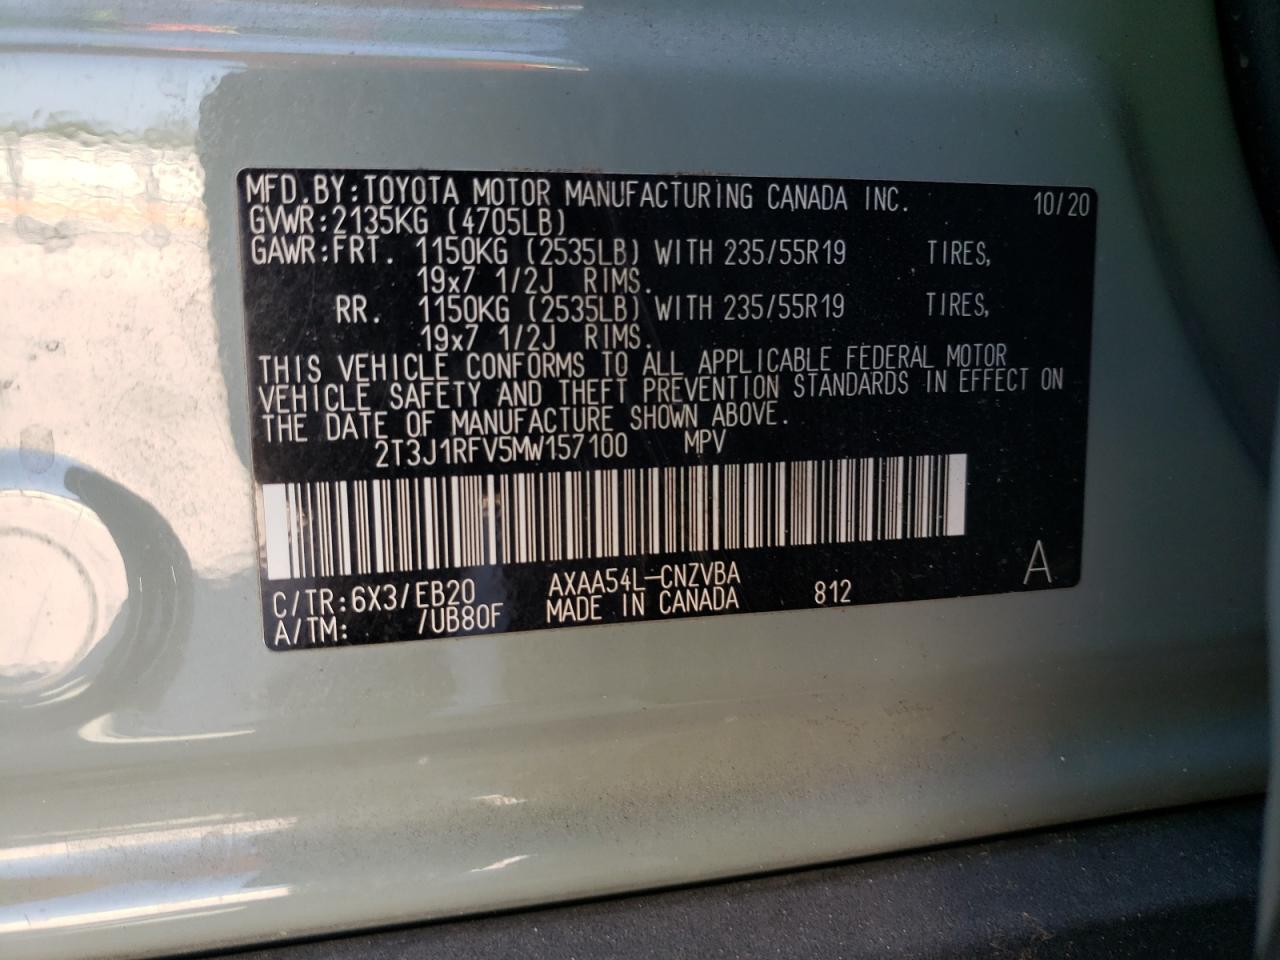 MFD.BY:TOYOTA MOTOR MANUFACTURING CANADA INC. 10/20
GVWR:2135KG (4705LB)
GAWR:FRT. 1150KG (2535LB) WITH 235/55R19 TIRES,
19x7 1/2J RIMS.
RR. 1150KG (2535LB) WITH 235/55R19 TIRES,
19x7 1/2J RIMS.
THIS VEHICLE CONFORMS TO ALL APPLICABLE FEDERAL MOTOR
VEHICLE SAFETY AND THEFT PREVENTION STANDARDS IN EFFECT ON
THE DATE OF MANUFACTURE SHOWN ABOVE.
2T3J1RFV5MW157100 MPV
A
C/TR:6X3/EB20 AXAA54L-CNZVBA
A/TM: /UB80F MADE IN CANADA 812